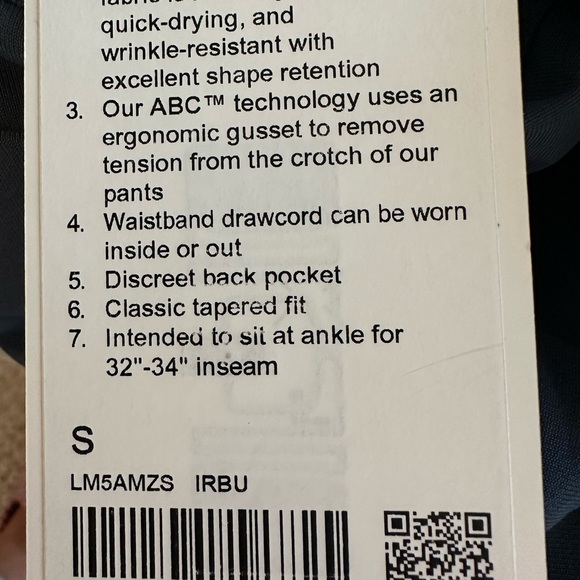 quick-drying, and
wrinkle-resistant with
excellent shape retention
3. Our ABC™ technology uses an
ergonomic gusset to remove
tension from the crotch of our
pants
4. Waistband drawcord can be worn
inside or out
5. Discreet back pocket
6. Classic tapered fit
7. Intended to sit at ankle for
32"-34" inseam
S
LM5AMZS IRBU